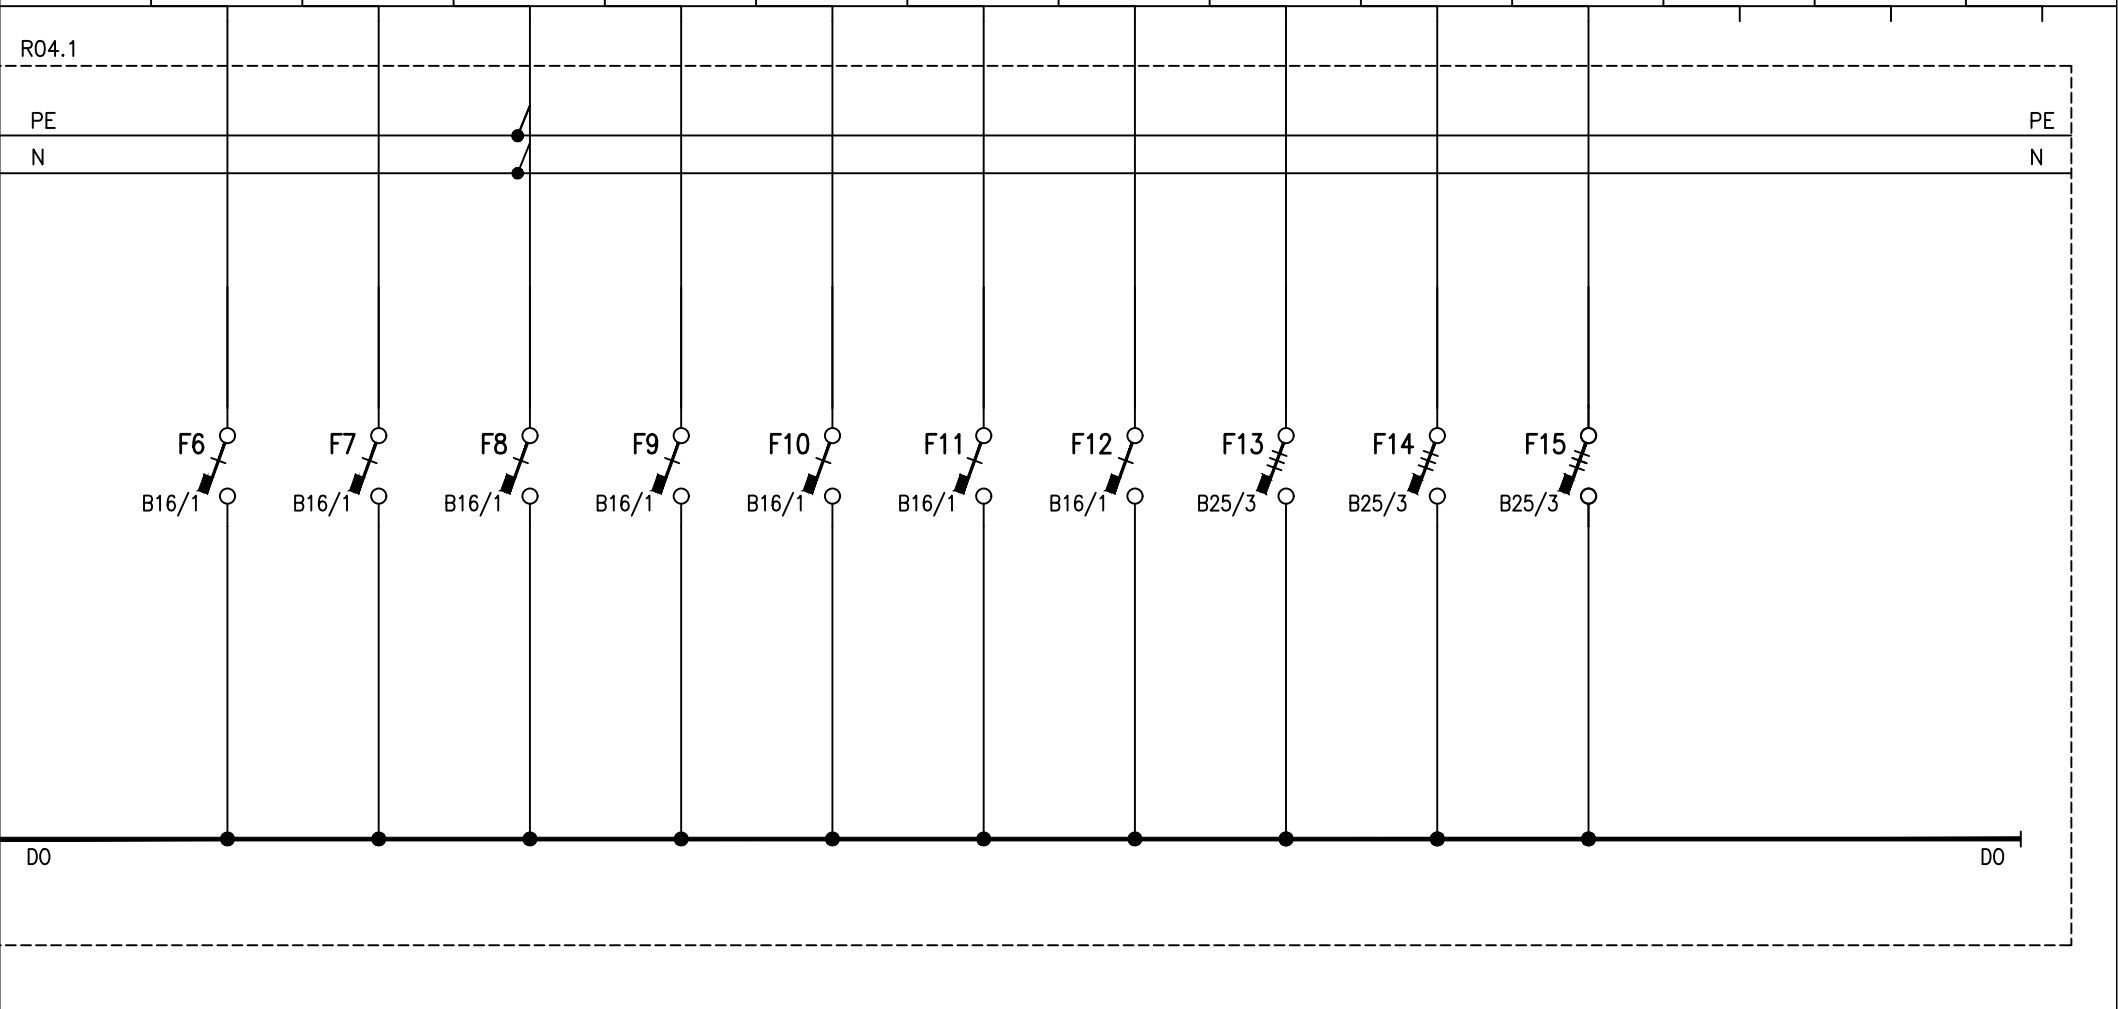 R04.1
PE PE
N N
F6 F7 F8 F9 F10 F11 F12 F13 F14 F15
B16/1 B16/1 B16/1 B16/1 B16/1 B16/1 B16/1 B25/3 B25/3 B25/3
DO DO